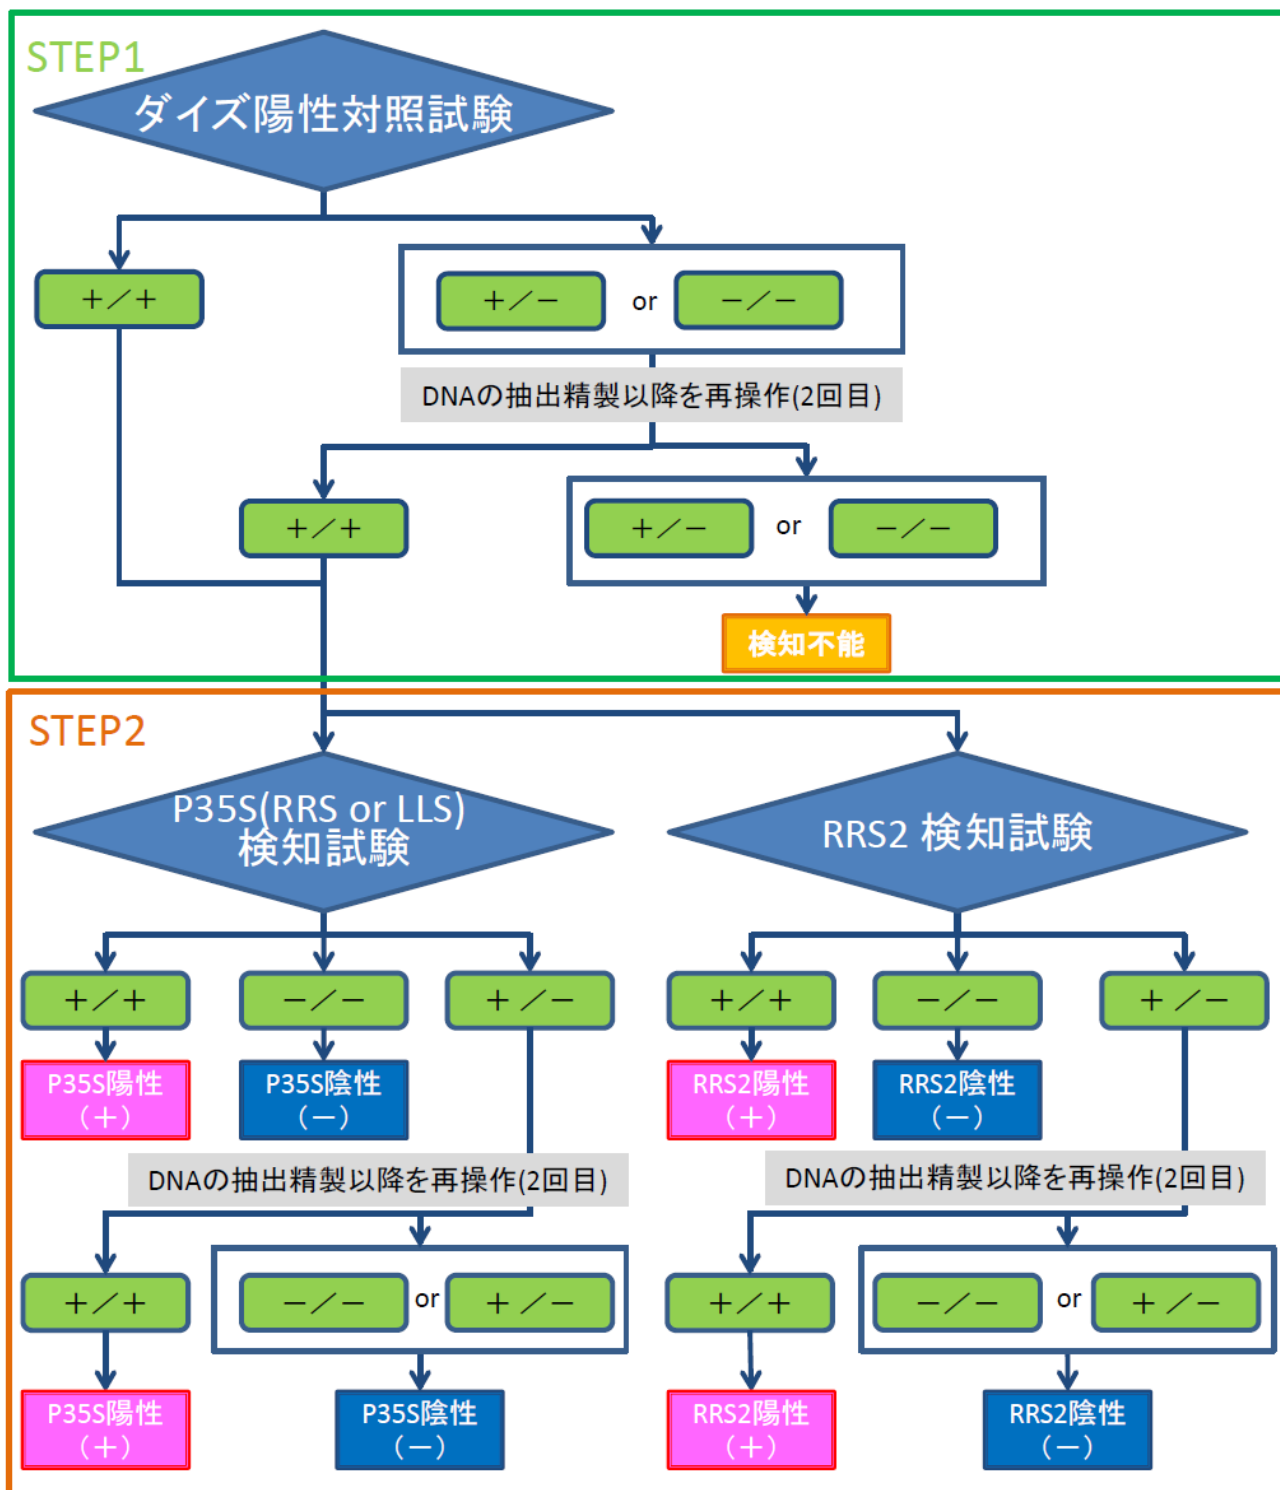 STEP1
ダイズ陽性対照試験
+/+
+/−
or
−/−
DNAの抽出精製以降を再操作(2回目)
+/+
+/−
or
−/−
検知不能
STEP2
P35S(RRS or LLS)
検知試験
RRS2 検知試験
+/+
−/−
+/−
+/+
−/−
+/−
P35S陽性
(+)
P35S陰性
(−)
RRS2陽性
(+)
RRS2陰性
(−)
DNAの抽出精製以降を再操作(2回目)
DNAの抽出精製以降を再操作(2回目)
+/+
−/−
or
+/−
+/+
−/−
or
+/−
P35S陽性
(+)
P35S陰性
(−)
RRS2陽性
(+)
RRS2陰性
(−)